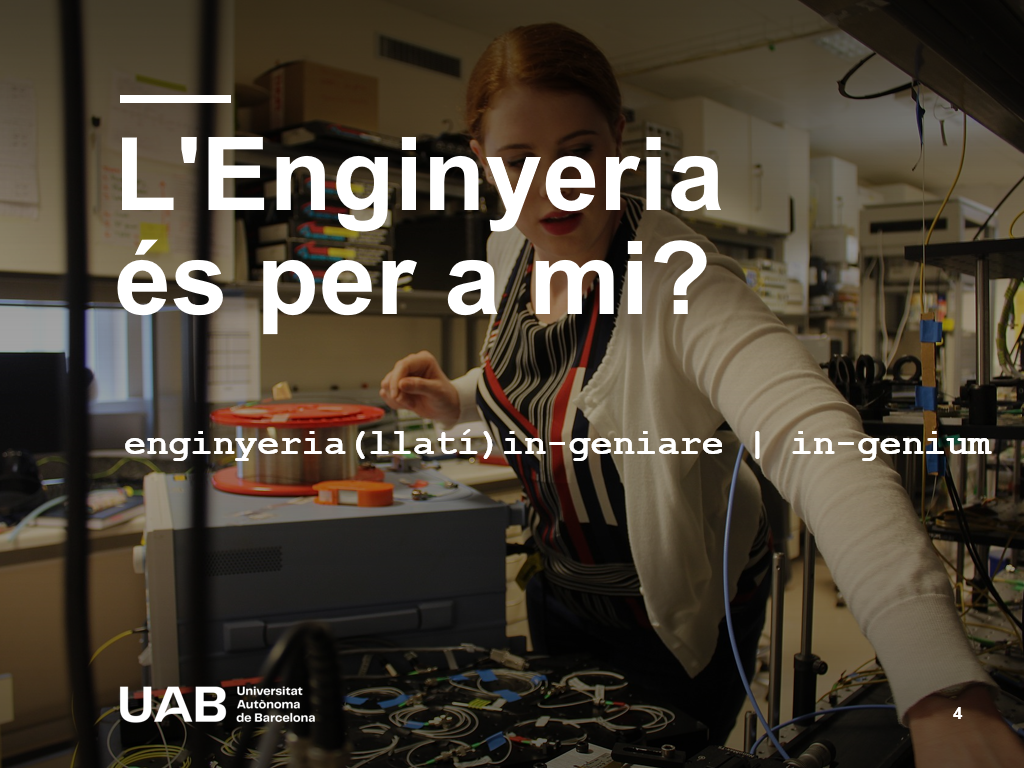 L'Enginyeria
és per a mi?
enginyeria(llatí)in-geniare | in-genium
UAB Universitat
Autònoma
de Barcelona
4